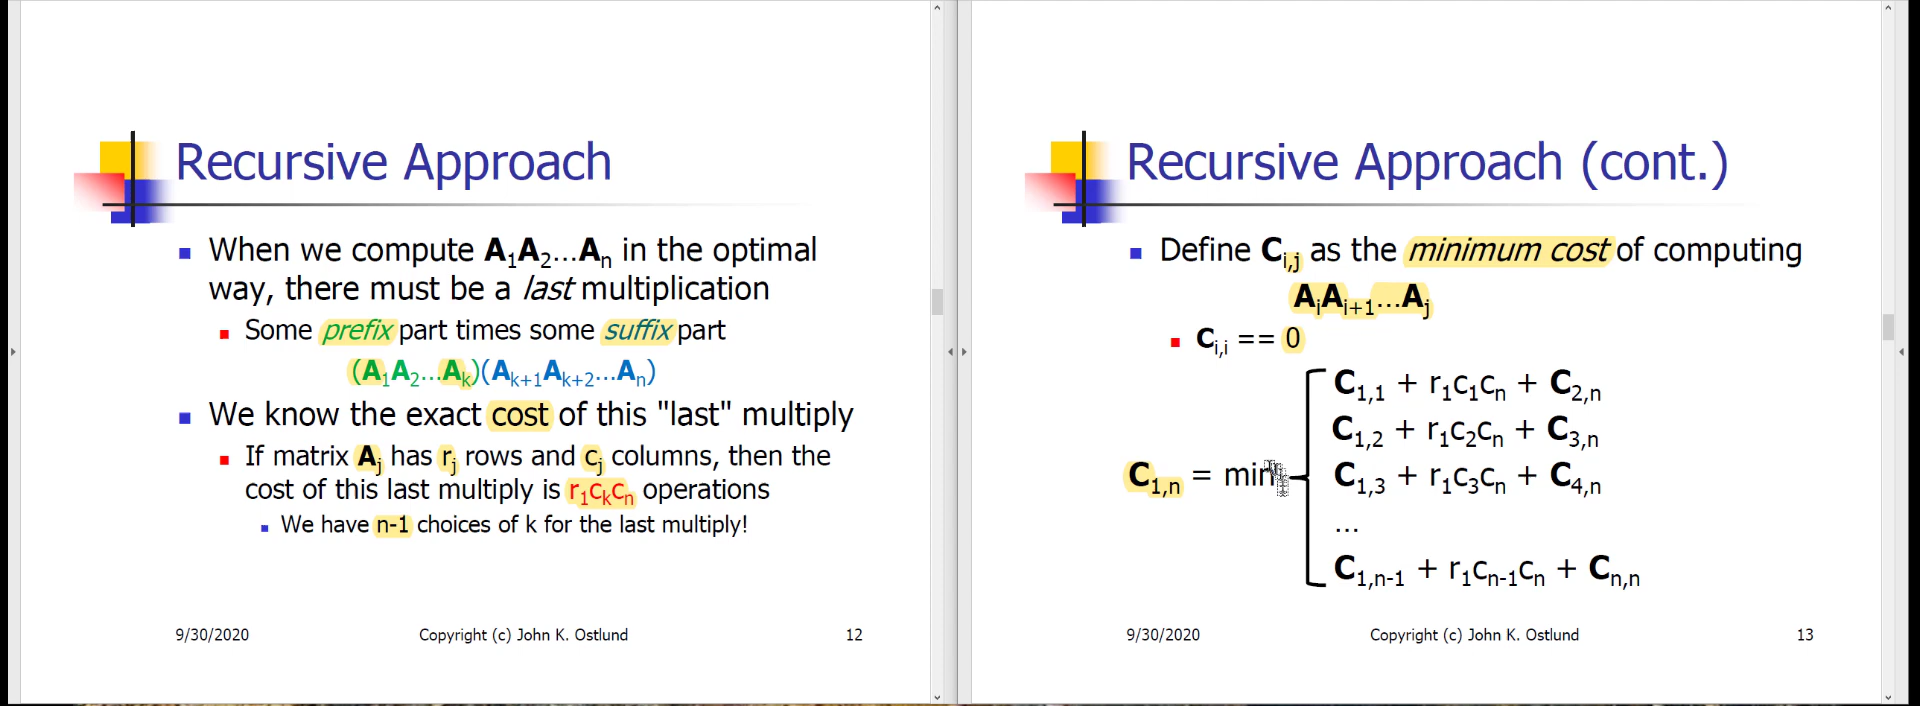 Recursive Approach
When we compute A₁A₂...Aₙ in the optimal
way, there must be a last multiplication
Some prefix part times some suffix part
(A₁A₂...Aₖ)(Aₖ₊₁Aₖ₊₂...Aₙ)
We know the exact cost of this "last" multiply
If matrix Aⱼ has rⱼ rows and cⱼ columns, then the
cost of this last multiply is r₁cₖcₙ operations
We have n-1 choices of k for the last multiply!
9/30/2020 Copyright (c) John K. Ostlund 12
Recursive Approach (cont.)
Define Cᵢ,ⱼ as the minimum cost of computing
AᵢAᵢ₊₁...Aⱼ
Cᵢ,ᵢ == 0
C₁,₁ + r₁c₁cₙ + C₂,ₙ
C₁,₂ + r₁c₂cₙ + C₃,ₙ
C₁,ₙ = min C₁,₃ + r₁c₃cₙ + C₄,ₙ
...
C₁,ₙ₋₁ + r₁cₙ₋₁cₙ + Cₙ,ₙ
9/30/2020 Copyright (c) John K. Ostlund 13